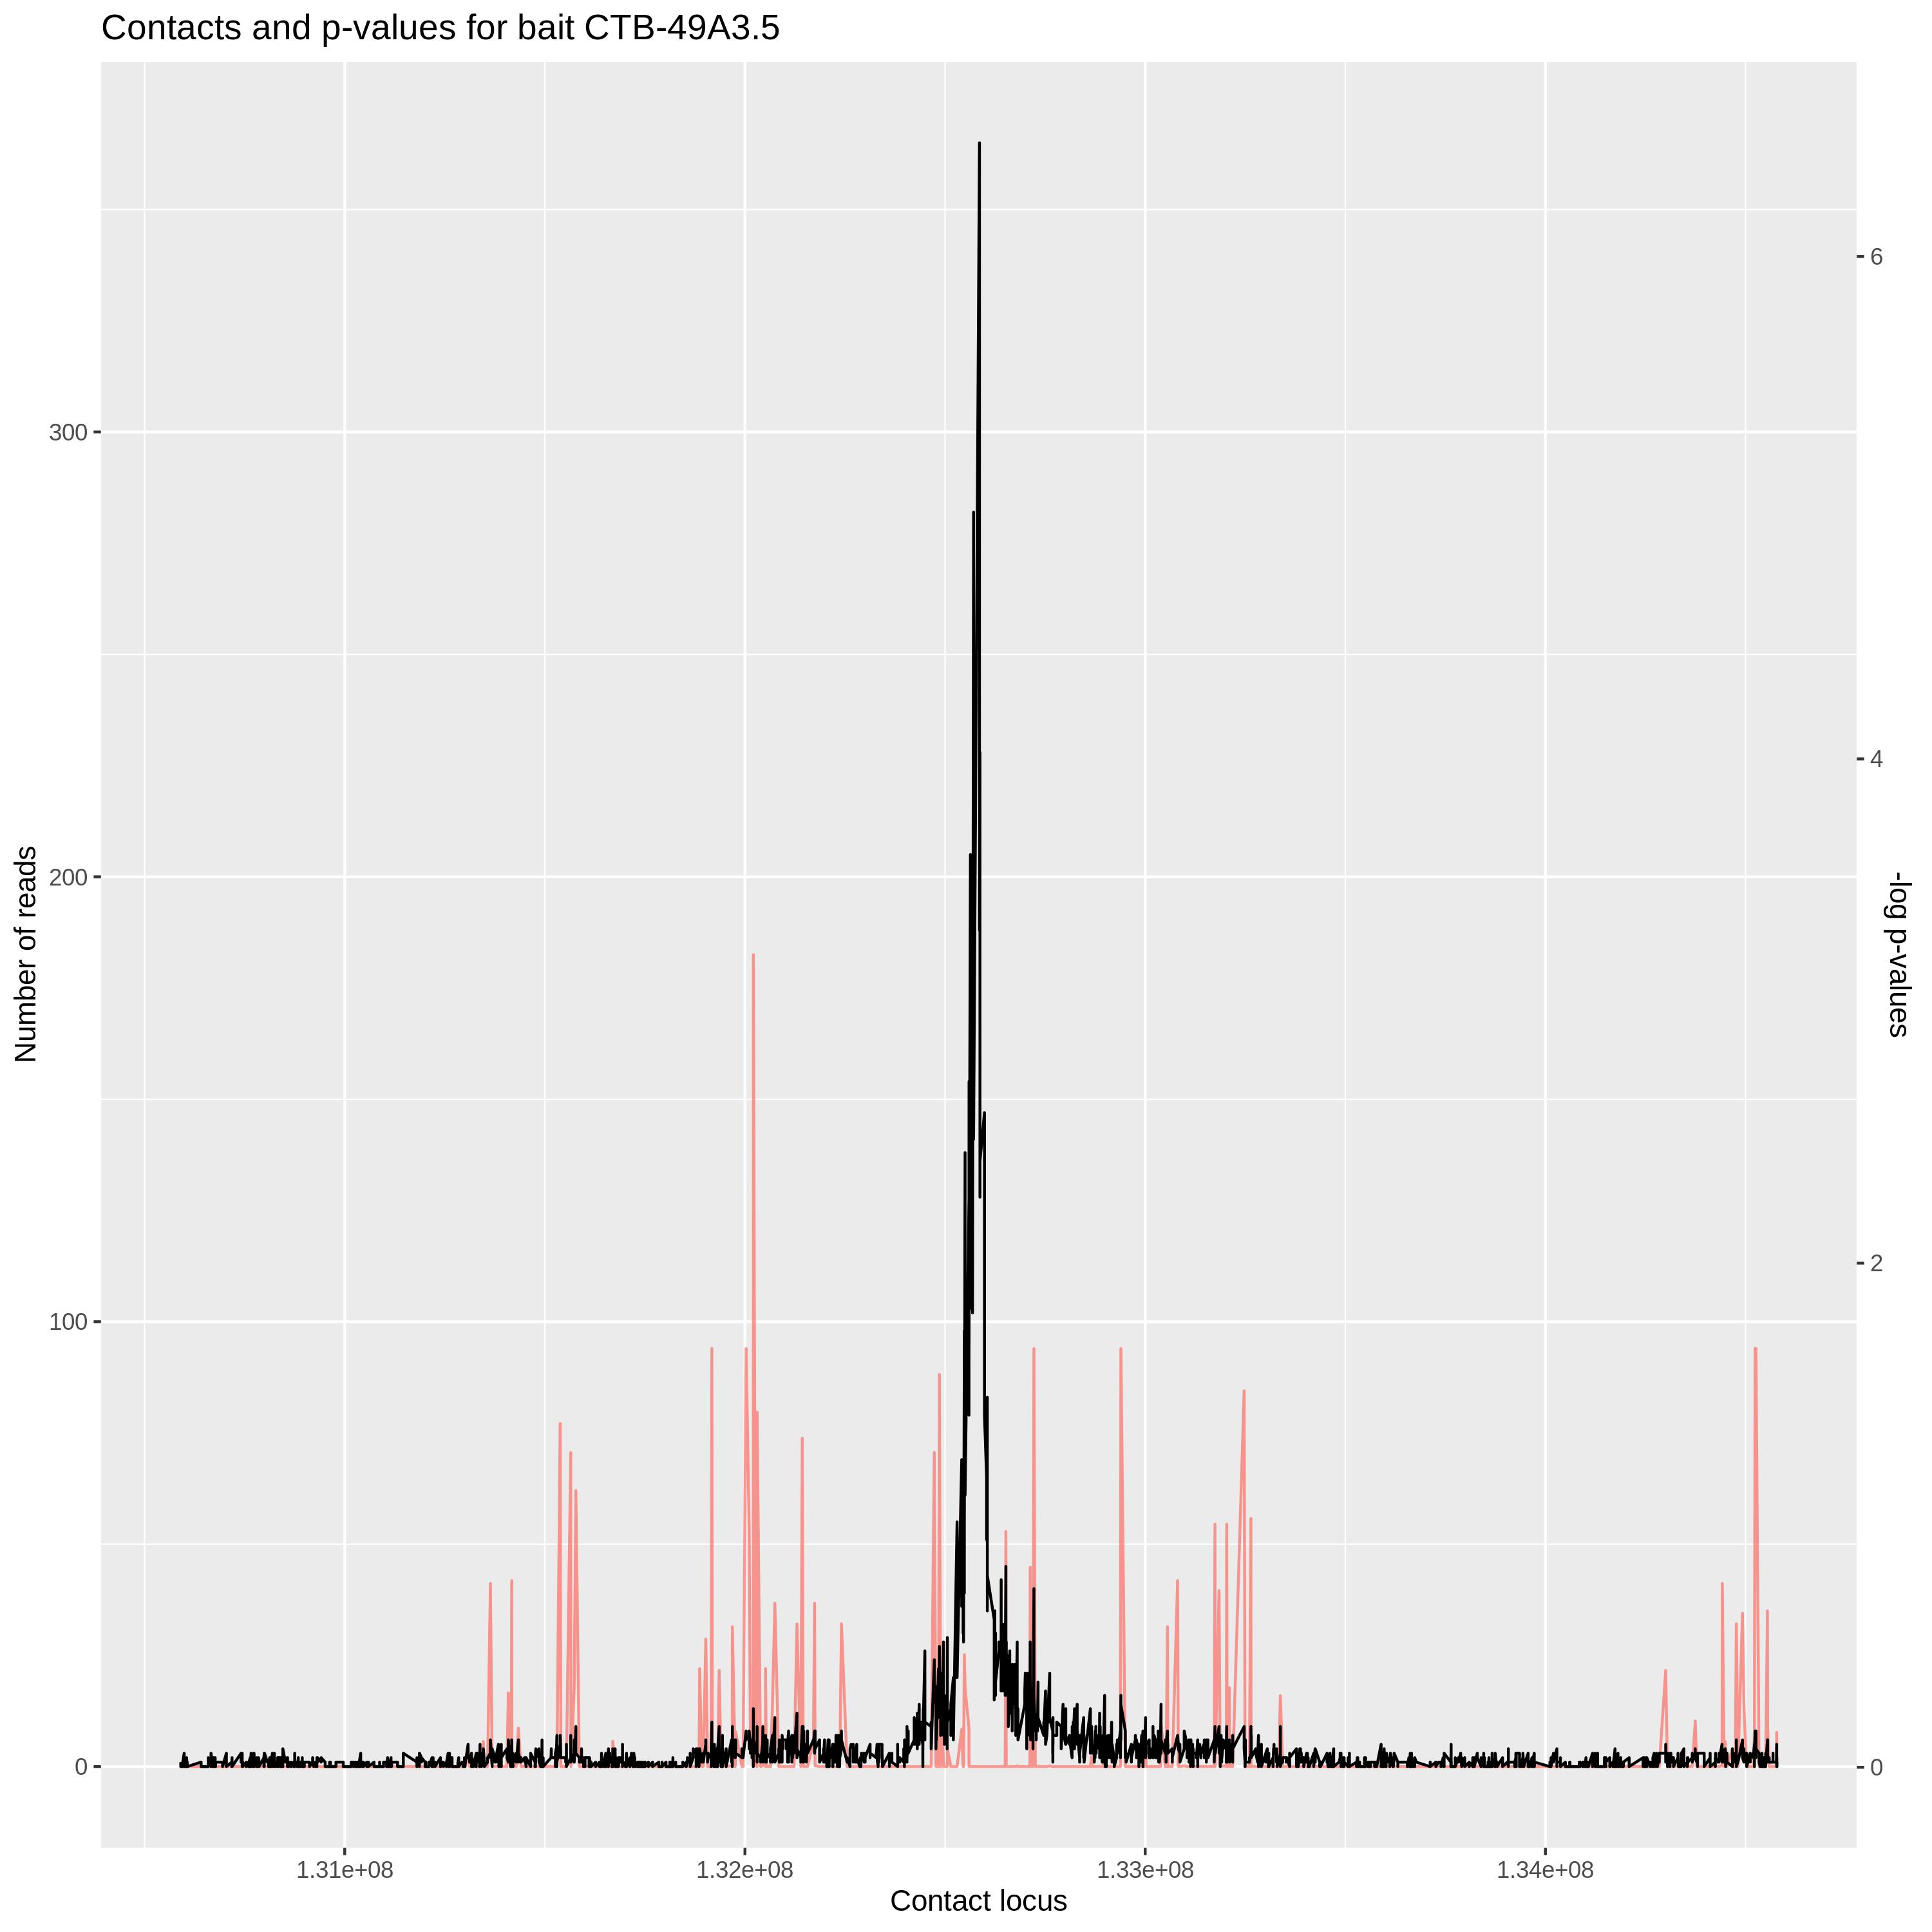 Contacts and p-values for bait CTB-49A3.5
300
200
100
0
Number of reads
6
4
2
0
-log p-values
1.31e+08 1.32e+08 1.33e+08 1.34e+08
Contact locus